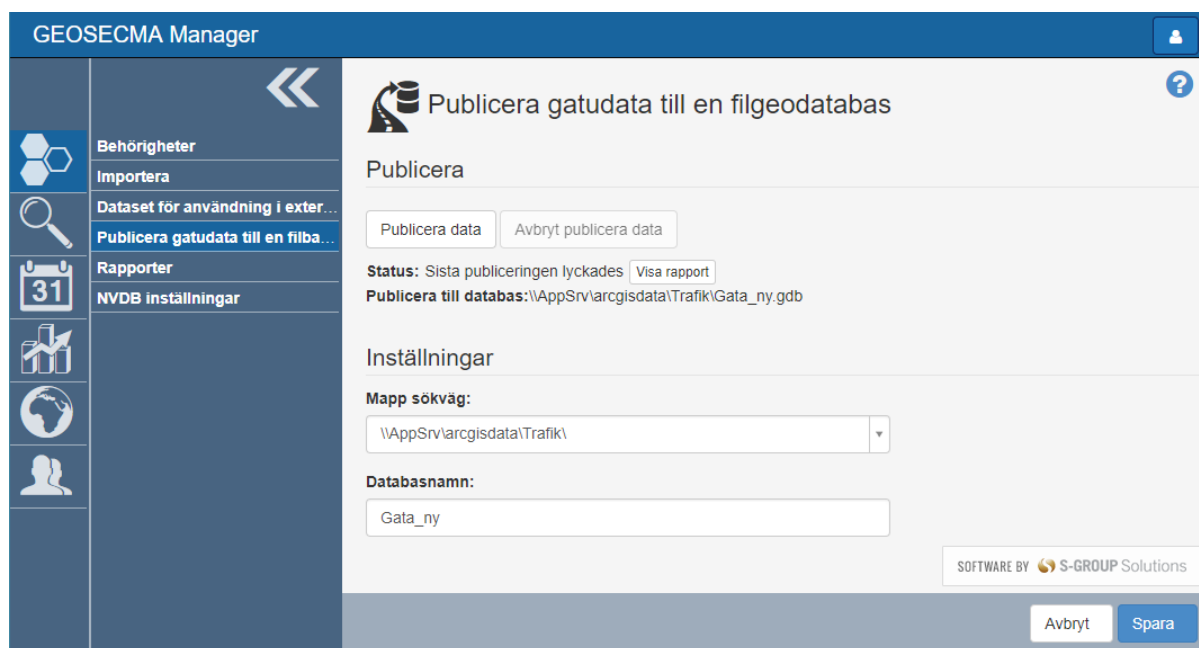 GEOSECMA Manager
Behörigheter
Importera
Dataset för användning i exter...
Publicera gatudata till en filba...
Rapporter
NVDB inställningar
31
Publicera gatudata till en filgeodatabas
?
Publicera
Publicera data Avbryt publicera data
Status: Sista publiceringen lyckades Visa rapport
Publicera till databas:\\AppSrv\arcgisdata\Trafik\Gata_ny.gdb
Inställningar
Mapp sökväg:
\\AppSrv\arcgisdata\Trafik\
Databasnamn:
Gata_ny
SOFTWARE BY S-GROUP Solutions
Avbryt Spara